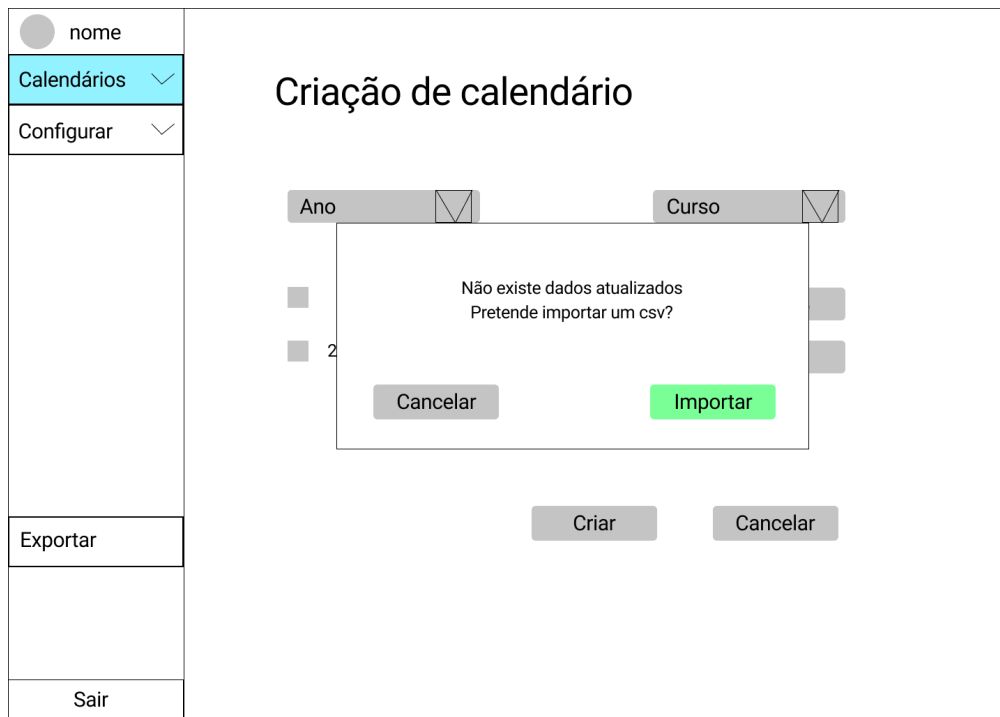 nome
Calendários
Configurar
Criação de calendário
Ano
Curso
2
Não existe dados atualizados
Pretende importar um csv?
Cancelar
Importar
Criar
Cancelar
Exportar
Sair